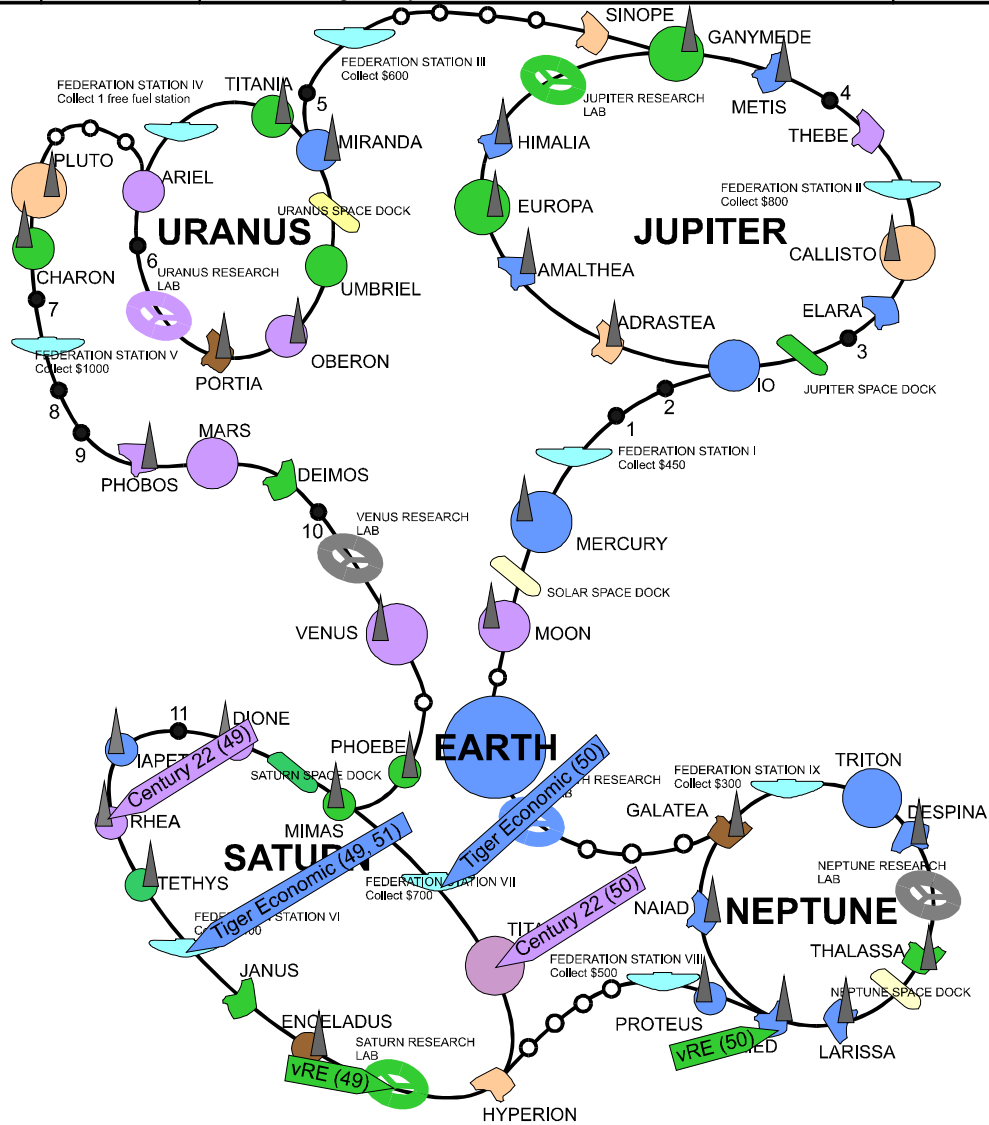 SINOPE
GANYMEDE
FEDERATION STATION III
Collect $600
FEDERATION STATION IV
Collect 1 free fuel station
TITANIA
5
MIRANDA
JUPITER RESEARCH
LAB
METIS
4
THEBE
HIMALIA
PLUTO
ARIEL
URANUS SPACE DOCK
URANUS
EUROPA
FEDERATION STATION II
Collect $800
JUPITER
CALLISTO
6
URANUS RESEARCH
LAB
CHARON
UMBRIEL
AMALTHEA
7
ELARA
ADRASTEA
3
FEDERATION STATION V
Collect $1000
OBERON
PORTIA
IO
JUPITER SPACE DOCK
8
2
9
1
MARS
PHOBOS
DEIMOS
FEDERATION STATION I
Collect $450
10
VENUS RESEARCH
LAB
MERCURY
SOLAR SPACE DOCK
VENUS
MOON
11
DIONE
PHOEBE
EARTH
Century 22 (49)
SATURN SPACE DOCK
Tiger Economic (50)
RESEARCH
FEDERATION STATION IX
Collect $300
TRITON
GALATEA
DESPINA
RHEA
MIMAS
SATURN
Tiger Economic (49, 51)
TETHYS
FEDERATION STATION VII
Collect $700
NEPTUNE RESEARCH
LAB
STATION VI
Century 22 (50)
NAIAD
NEPTUNE
JANUS
FEDERATION STATION VIII
Collect $500
THALASSA
NEPTUNE SPACE DOCK
ENCELADUS
SATURN RESEARCH
LAB
PROTEUS
vRE (50)
LARISSA
vRE (49)
HYPERION